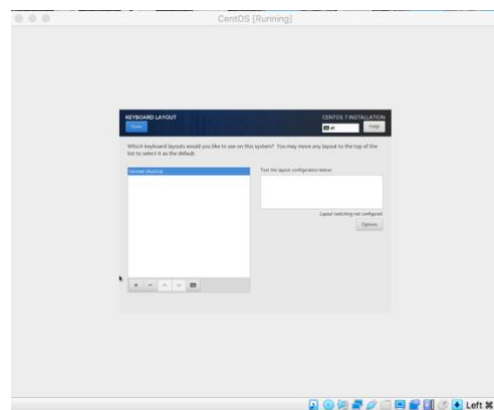 CentOS [Running]
KEYBOARD LAYOUT
CENTOS 7 INSTALLATION
Done
at
Help!
Which keyboard layouts would you like to use on this system? You may move any layout to the top of the
list to select it as the default.
German (Austria)
Test the layout configuration below:
Layout switching not configured.
Options
Left ⌘